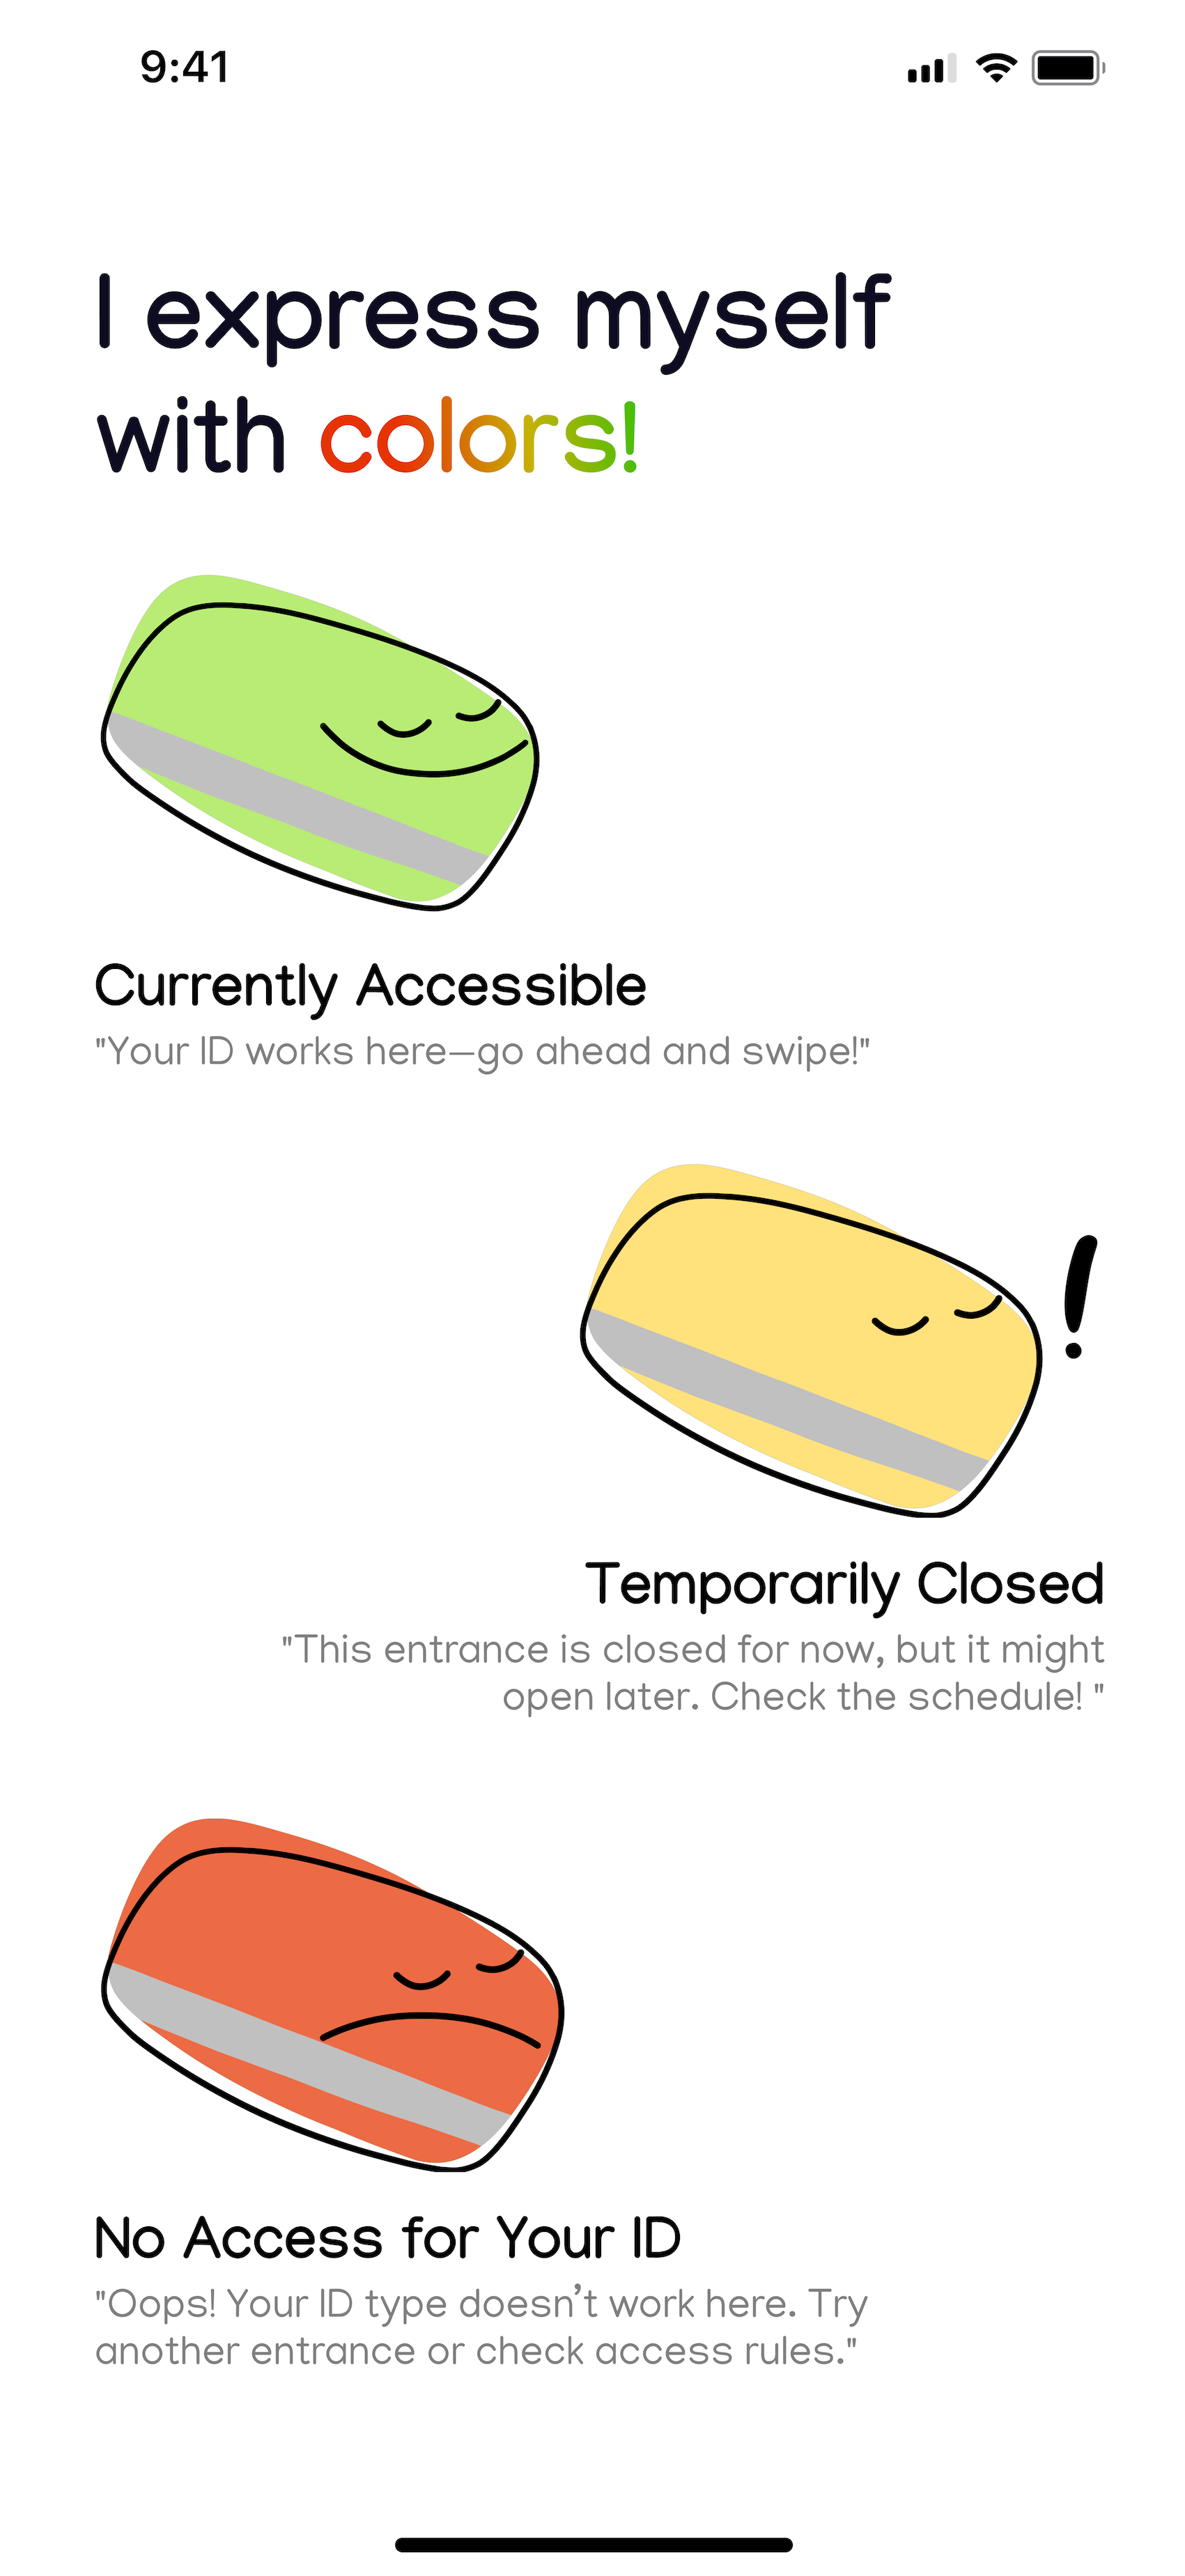 9:41
I express myself
with colors!
Currently Accessible
"Your ID works here—go ahead and swipe!"
!
Temporarily Closed
"This entrance is closed for now, but it might
open later. Check the schedule! "
No Access for Your ID
"Oops! Your ID type doesn’t work here. Try
another entrance or check access rules."